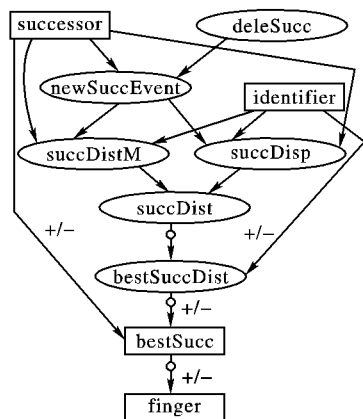 successor
deleSucc
newSuccEvent
identifier
succDistM
succDisp
succDist
+/−
+/−
bestSuccDist
+/−
bestSucc
+/−
finger